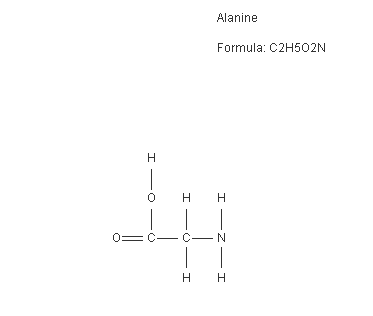 Alanine
Formula: C2H5O2N
H
O H H
O C C N
H H